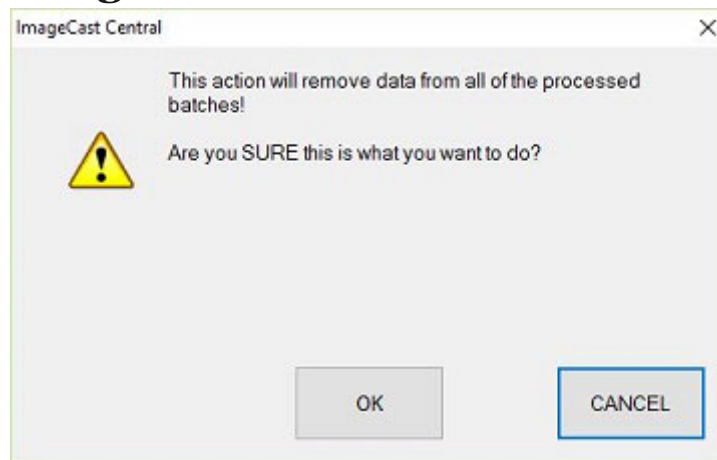 ImageCast Central
This action will remove data from all of the processed
batches!
Are you SURE this is what you want to do?
OK
CANCEL